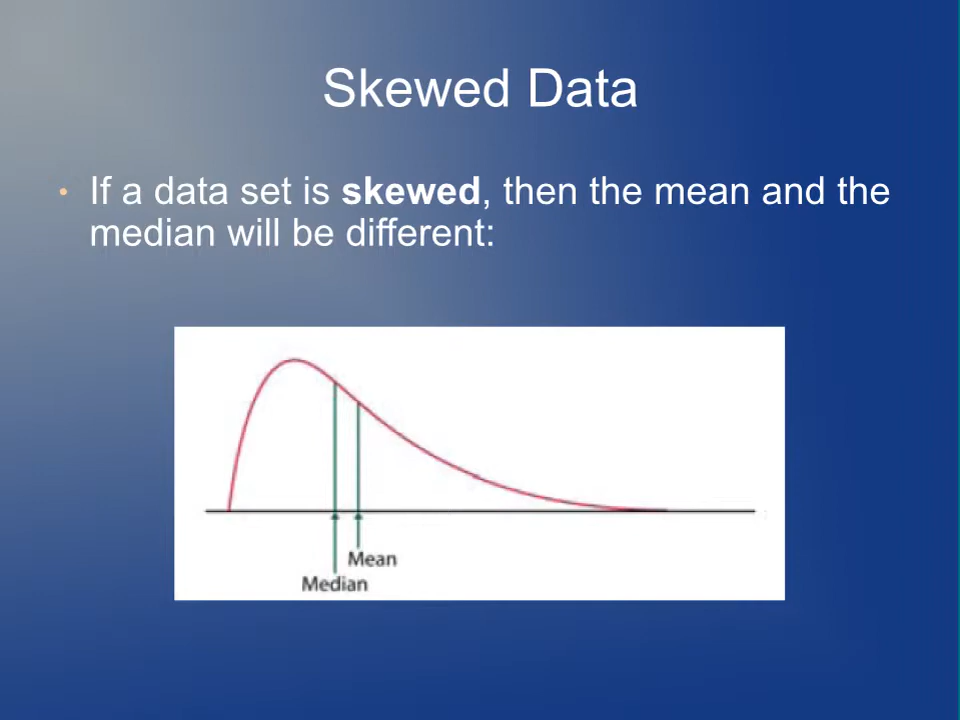 Skewed Data
• If a data set is skewed, then the mean and the
median will be different:
Mean
Median